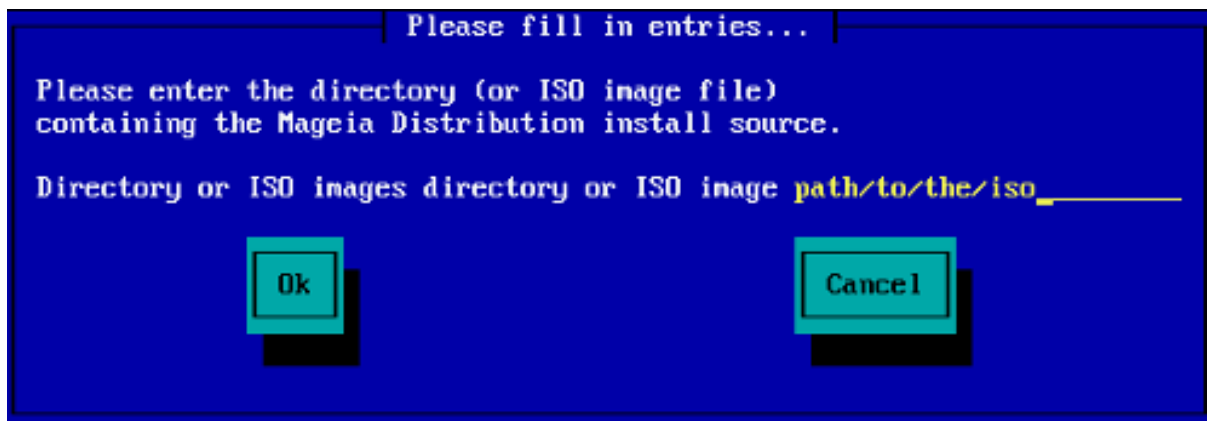 Please fill in entries...
Please enter the directory (or ISO image file)
containing the Mageia Distribution install source.
Directory or ISO images directory or ISO image path/to/the/iso
Ok Cancel